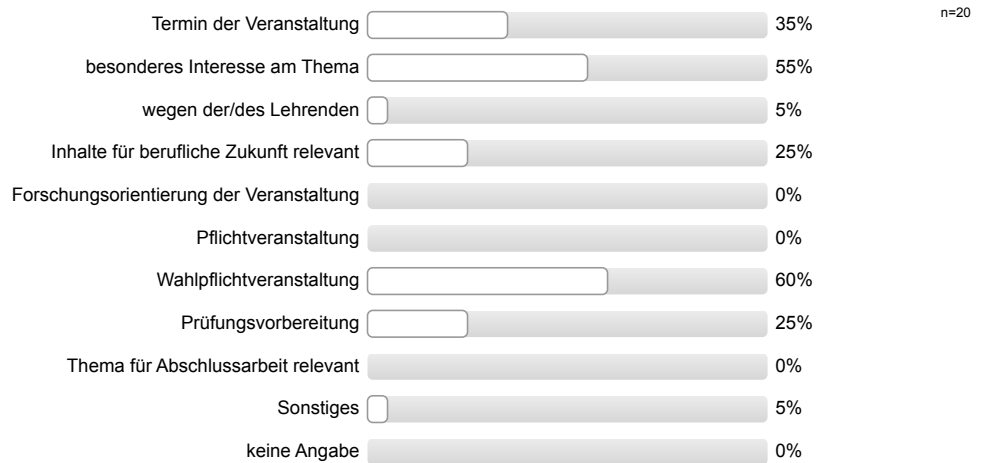 n=20
Termin der Veranstaltung 35%
besonderes Interesse am Thema 55%
wegen der/des Lehrenden 5%
Inhalte für berufliche Zukunft relevant 25%
Forschungsorientierung der Veranstaltung 0%
Pflichtveranstaltung 0%
Wahlpflichtveranstaltung 60%
Prüfungsvorbereitung 25%
Thema für Abschlussarbeit relevant 0%
Sonstiges 5%
keine Angabe 0%